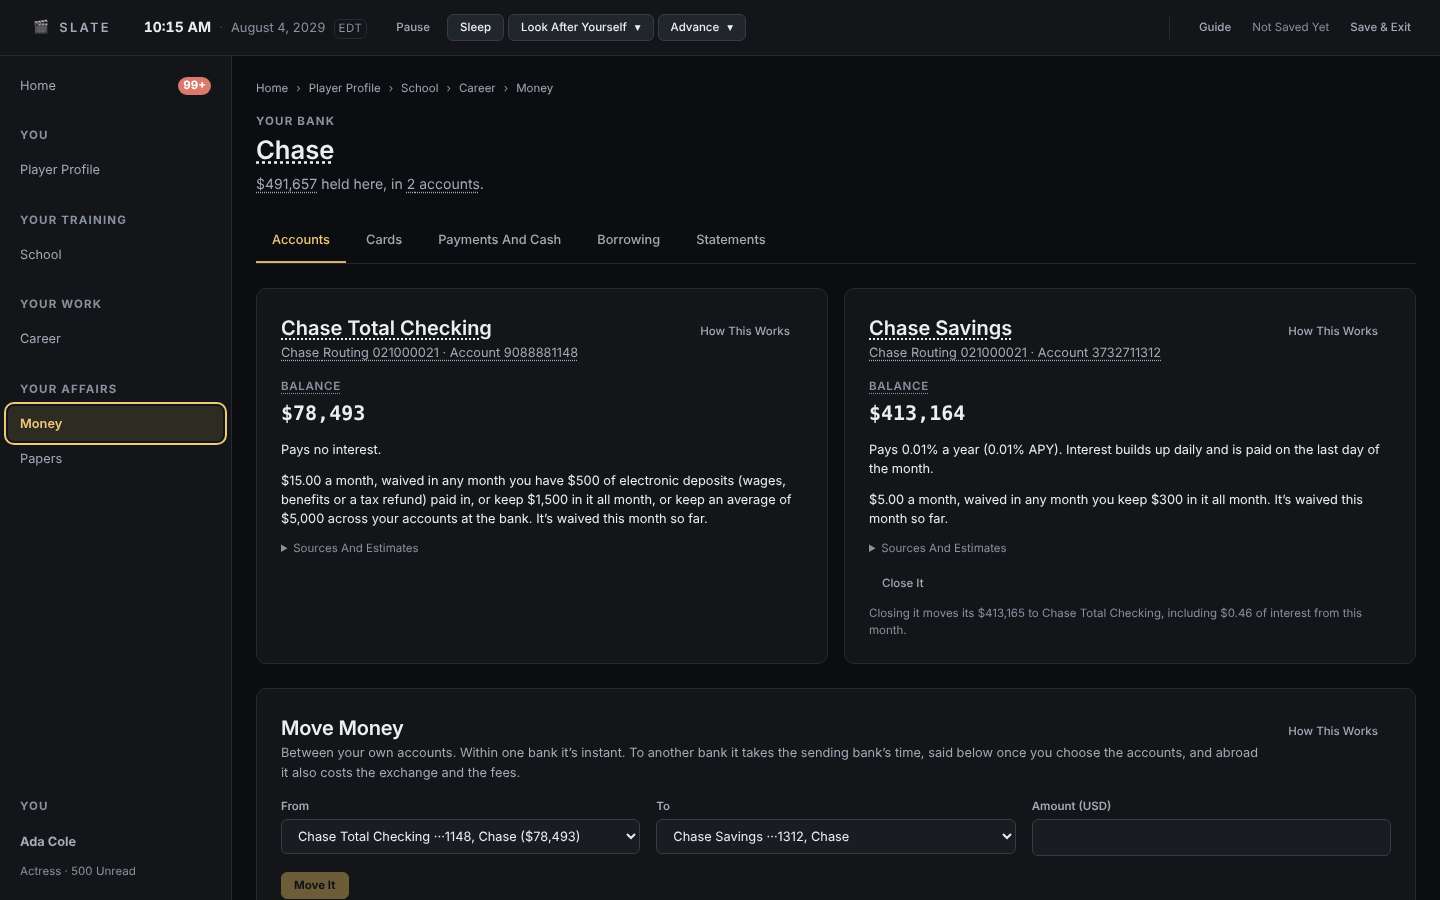 SLATE
10:15 AM · August 4, 2029 EDT
Pause
Sleep
Look After Yourself ▾
Advance ▾
Guide
Not Saved Yet
Save & Exit
Home
99+
YOU
Player Profile
YOUR TRAINING
School
YOUR WORK
Career
YOUR AFFAIRS
Money
Papers
YOU
Ada Cole
Actress · 500 Unread
Home › Player Profile › School › Career › Money
YOUR BANK
Chase
$491,657 held here, in 2 accounts.
Accounts
Cards
Payments And Cash
Borrowing
Statements
Chase Total Checking
How This Works
Chase Routing 021000021 · Account 9088881148
BALANCE
$78,493
Pays no interest.
$15.00 a month, waived in any month you have $500 of electronic deposits (wages,
benefits or a tax refund) paid in, or keep $1,500 in it all month, or keep an average of
$5,000 across your accounts at the bank. It’s waived this month so far.
▶ Sources And Estimates
Chase Savings
How This Works
Chase Routing 021000021 · Account 3732711312
BALANCE
$413,164
Pays 0.01% a year (0.01% APY). Interest builds up daily and is paid on the last day of
the month.
$5.00 a month, waived in any month you keep $300 in it all month. It’s waived this
month so far.
▶ Sources And Estimates
Close It
Closing it moves its $413,165 to Chase Total Checking, including $0.46 of interest from this
month.
Move Money
How This Works
Between your own accounts. Within one bank it’s instant. To another bank it takes the sending bank’s time, said below once you choose the accounts, and abroad
it also costs the exchange and the fees.
From
Chase Total Checking ···1148, Chase ($78,493)
To
Chase Savings ···1312, Chase
Amount (USD)
Move It